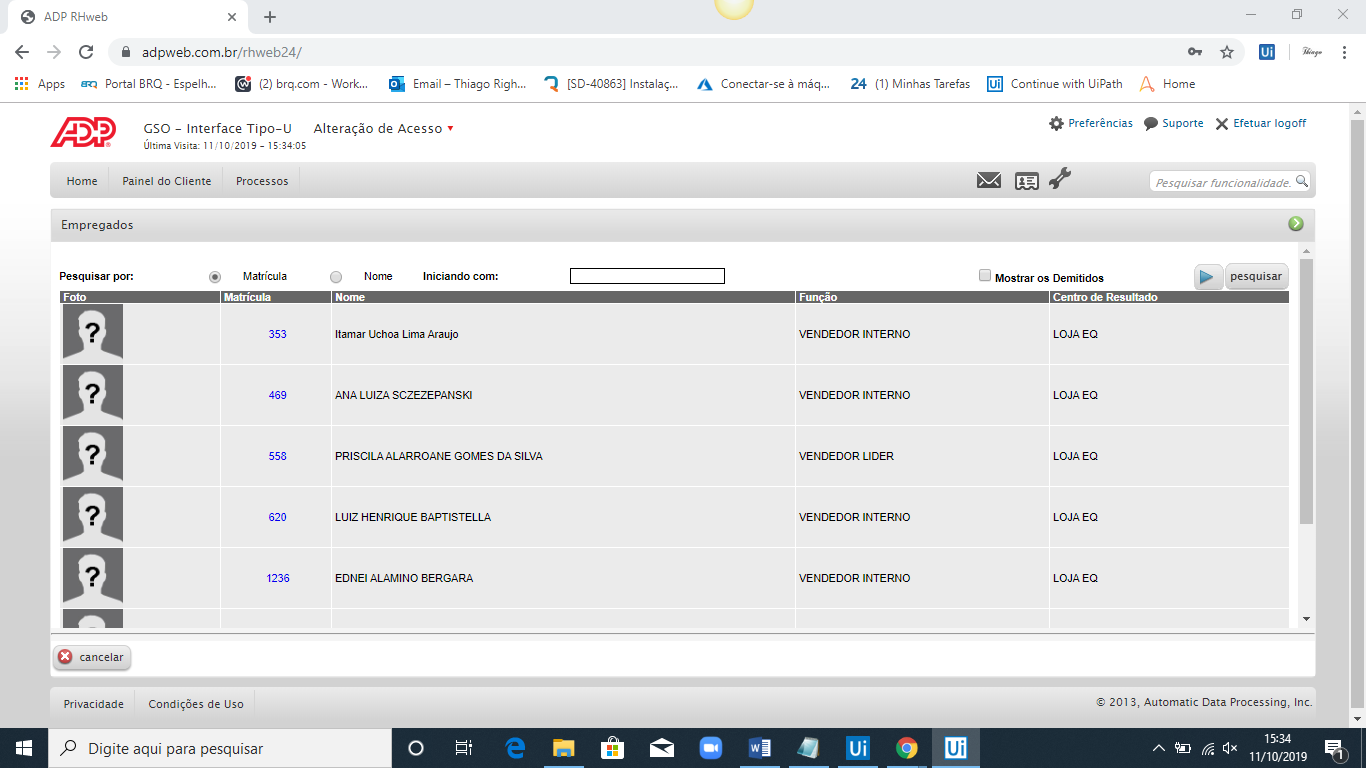 ADP RHweb
adpweb.com.br/rhweb24/
Apps Portal BRQ - Espelh... (2) brq.com - Work... Email – Thiago Righ... [SD-40863] Instalaç... Conectar-se à máq... 24 (1) Minhas Tarefas Ui Continue with UiPath Home
ADP GSO - Interface Tipo-U Alteração de Acesso Preferências Suporte Efetuar logoff
Última Visita: 11/10/2019 - 15:34:05
Home Painel do Cliente Processos Pesquisar funcionalidade.
Empregados
Pesquisar por: Matrícula Nome Iniciando com: Mostrar os Demitidos pesquisar
Foto Matrícula Nome Função Centro de Resultado
? 353 Itamar Uchoa Lima Araujo VENDEDOR INTERNO LOJA EQ
? 469 ANA LUIZA SCZEZEPANSKI VENDEDOR INTERNO LOJA EQ
? 558 PRISCILA ALARROANE GOMES DA SILVA VENDEDOR LIDER LOJA EQ
? 620 LUIZ HENRIQUE BAPTISTELLA VENDEDOR INTERNO LOJA EQ
? 1236 EDNEI ALAMINO BERGARA VENDEDOR INTERNO LOJA EQ
cancelar
Privacidade Condições de Uso © 2013, Automatic Data Processing, Inc.
Digite aqui para pesquisar Ui Ui 15:34
11/10/2019 1